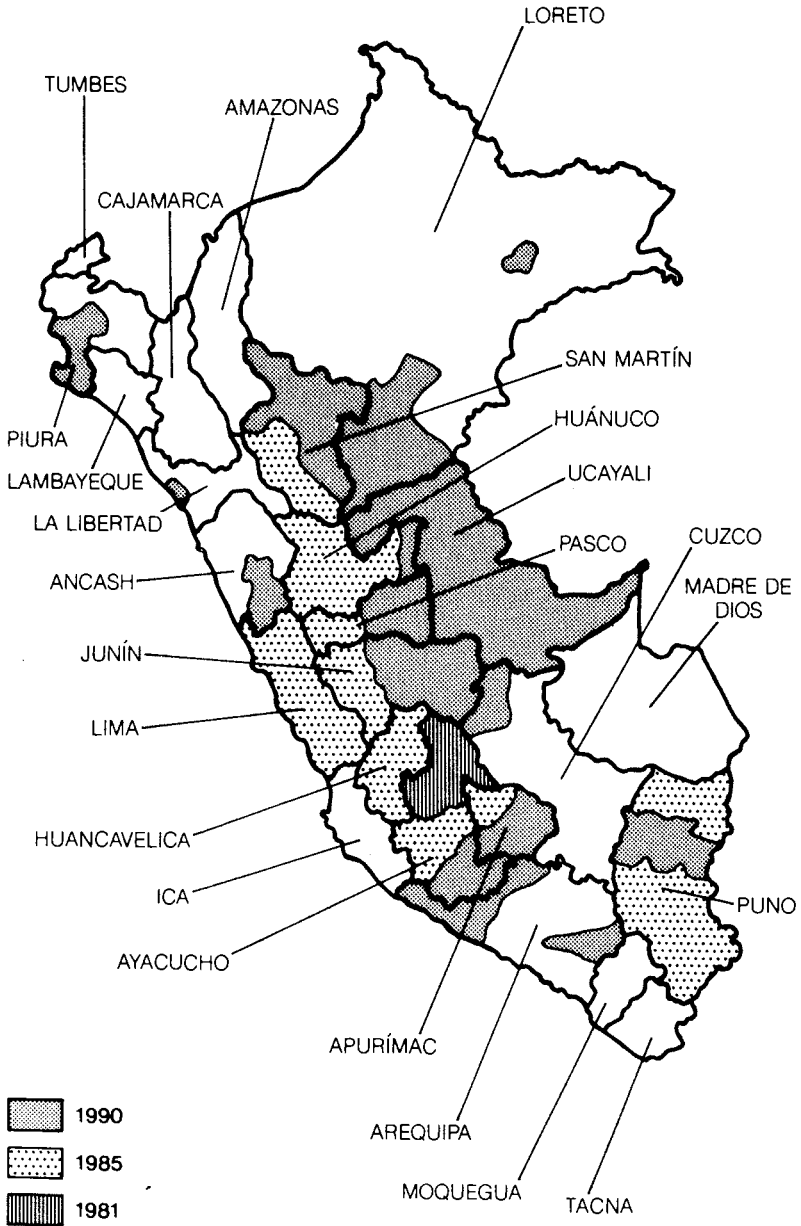 LORETO
TUMBES
AMAZONAS
CAJAMARCA
SAN MARTÍN
PIURA
HUÁNUCO
LAMBAYEQUE
UCAYALI
LA LIBERTAD
PASCO
CUZCO
ANCASH
MADRE DE
DIOS
JUNÍN
LIMA
HUANCAVELICA
ICA
PUNO
AYACUCHO
APURÍMAC
AREQUIPA
MOQUEGUA
TACNA
1990
1985
1981